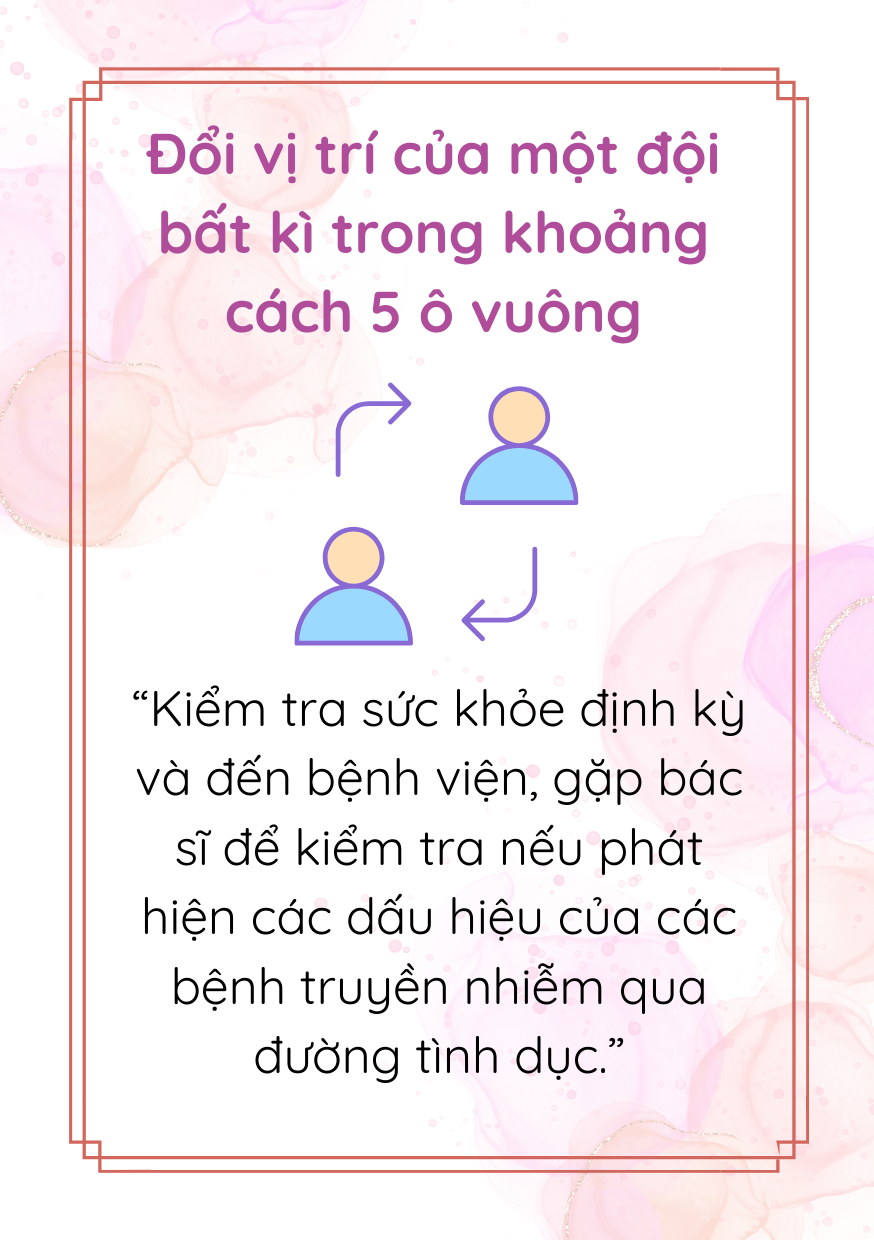 Đổi vị trí của một đội
bất kì trong khoảng
cách 5 ô vuông
“Kiểm tra sức khỏe định kỳ
và đến bệnh viện, gặp bác
sĩ để kiểm tra nếu phát
hiện các dấu hiệu của các
bệnh truyền nhiễm qua
đường tình dục.”